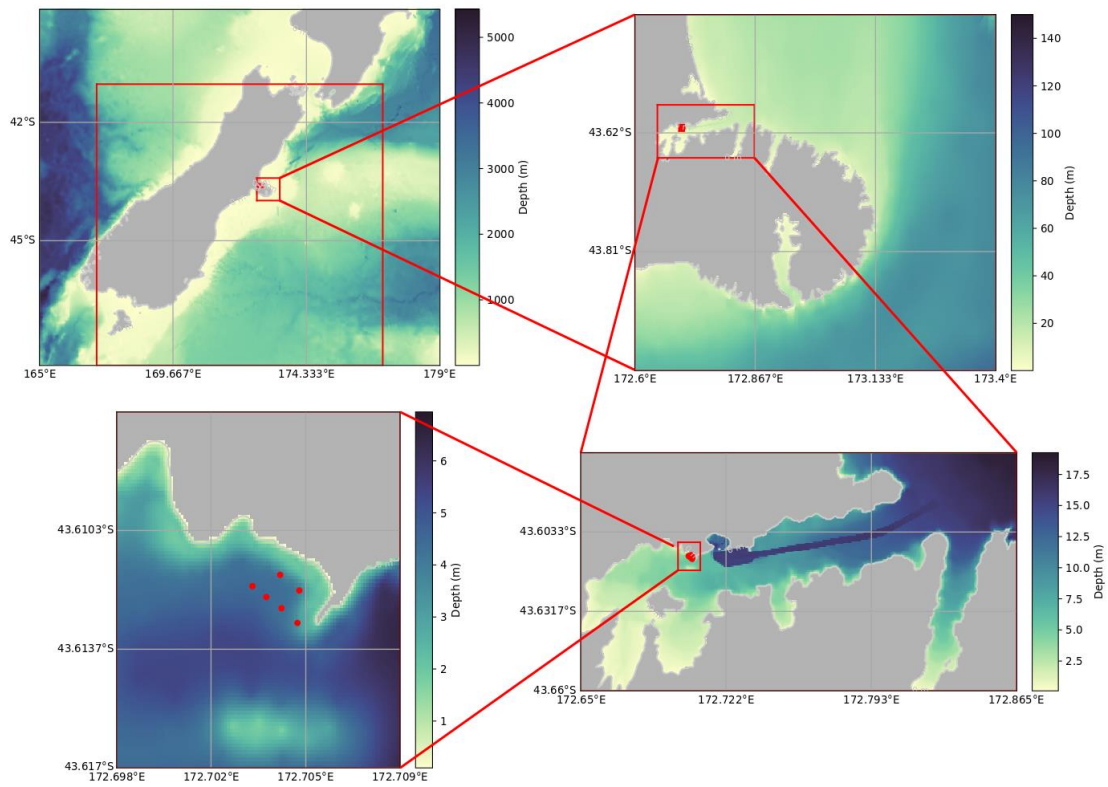 5000
4000
3000
2000
1000
Depth (m)
42°S
45°S
165°E
169.667°E
174.333°E
179°E
140
120
100
80
60
40
20
Depth (m)
43.62°S
43.81°S
172.6°E
172.867°E
173.133°E
173.4°E
6
5
4
3
2
1
Depth (m)
43.6103°S
43.6137°S
43.617°S
172.698°E
172.702°E
172.705°E
172.709°E
17.5
15.0
12.5
10.0
7.5
5.0
2.5
Depth (m)
43.6033°S
43.6317°S
43.66°S
172.65°E
172.722°E
172.793°E
172.865°E